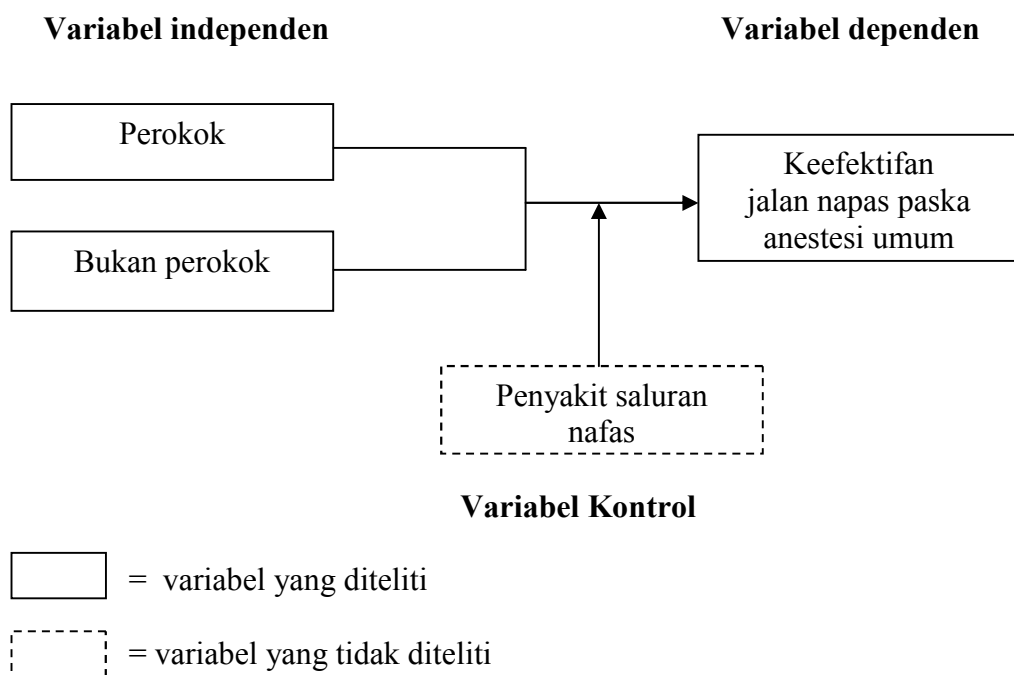 Variabel independen
Variabel dependen
Perokok
Bukan perokok
Keefektifan
jalan napas paska
anestesi umum
Penyakit saluran
nafas
Variabel Kontrol
= variabel yang diteliti
= variabel yang tidak diteliti